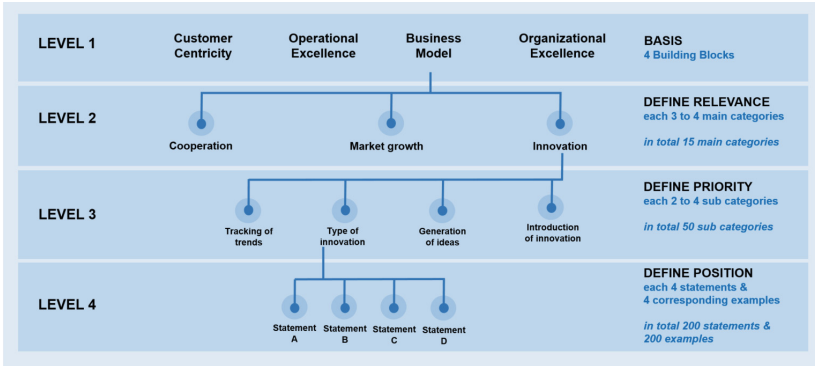 LEVEL 1
Customer
Centricity
Operational
Excellence
Business
Model
Organizational
Excellence
BASIS
4 Building Blocks
LEVEL 2
Cooperation
Market growth
Innovation
DEFINE RELEVANCE
each 3 to 4 main categories
in total 15 main categories
LEVEL 3
Tracking of
trends
Type of
innovation
Generation
of ideas
Introduction
of innovation
DEFINE PRIORITY
each 2 to 4 sub categories
in total 50 sub categories
LEVEL 4
Statement
A
Statement
B
Statement
C
Statement
D
DEFINE POSITION
each 4 statements &
4 corresponding examples
in total 200 statements &
200 examples